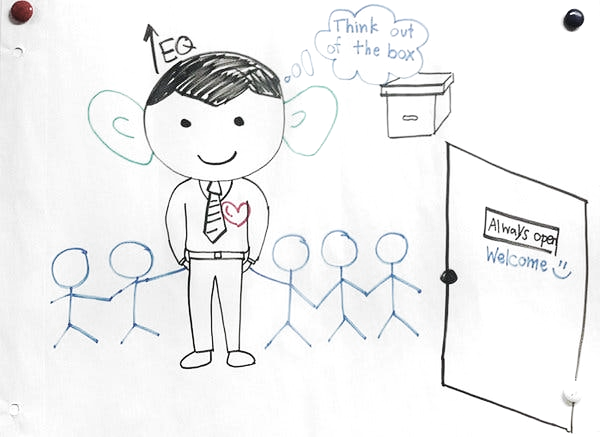 Think out
of the box
EQ
Always open
Welcome